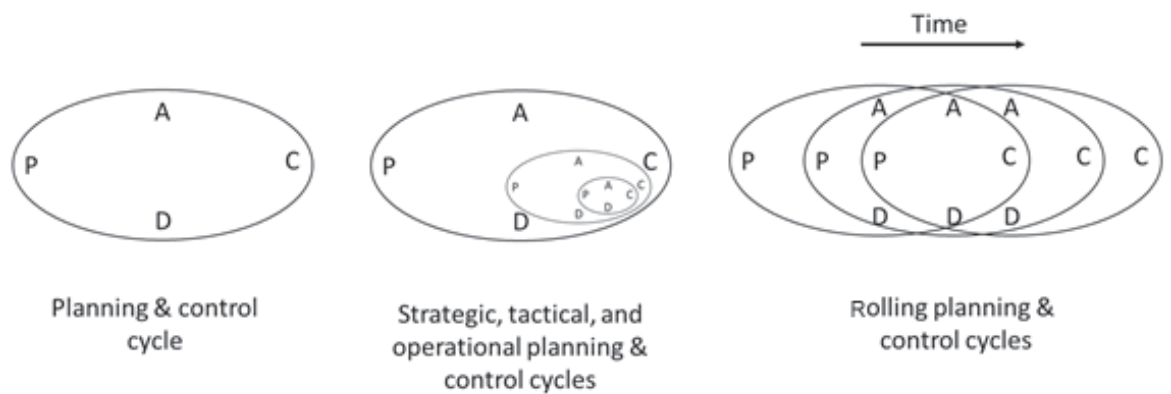 Time
A
P
C
D
A
P
C
D
A
P
C
D
A
P
C
D
A
A
A
P
P
P
C
C
C
D
D
D
Planning & control
cycle
Strategic, tactical, and
operational planning &
control cycles
Rolling planning &
control cycles